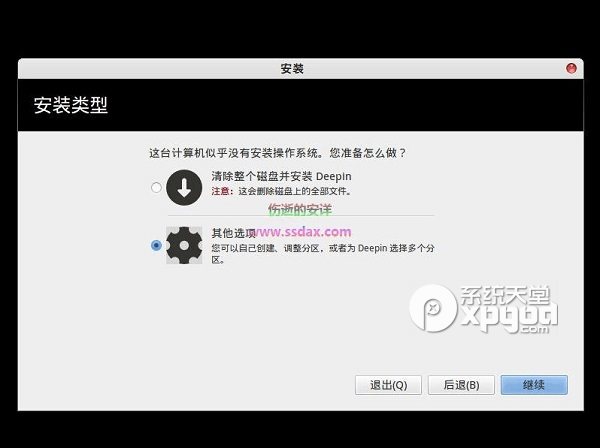 安装
安装类型
这台计算机似乎没有安装操作系统。您准备怎么做？
清除整个磁盘并安装 Deepin
注意：这会删除磁盘上的全部文件。
伤逝的安详
www.ssdax.com
其他选项
您可以自己创建、调整分区，或者为 Deepin 选择多个分
区。
系统天堂
xpgod
退出(Q)
后退(B)
继续